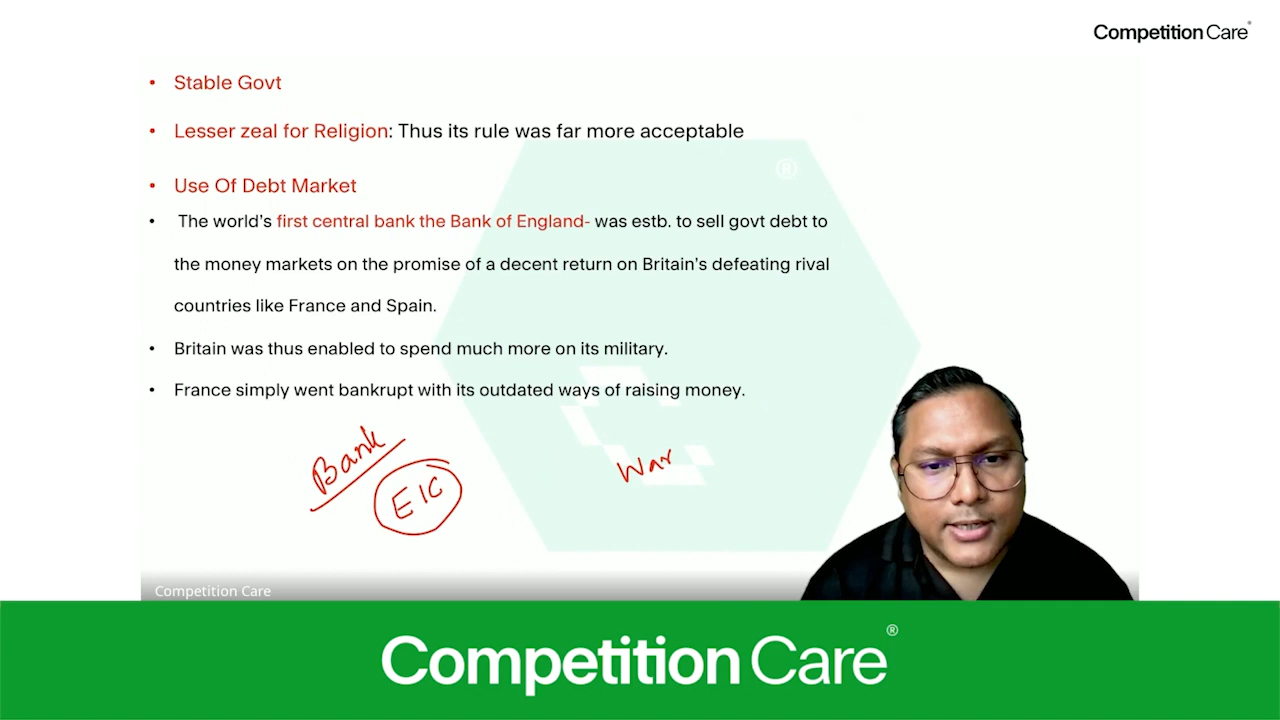 Competition Care®
• Stable Govt
• Lesser zeal for Religion: Thus its rule was far more acceptable
®
• Use Of Debt Market
• The world's first central bank the Bank of England- was estb. to sell govt debt to
the money markets on the promise of a decent return on Britain's defeating rival
countries like France and Spain.
• Britain was thus enabled to spend much more on its military.
• France simply went bankrupt with its outdated ways of raising money.
Bank
EIC
War
Competition Care
Competition Care®